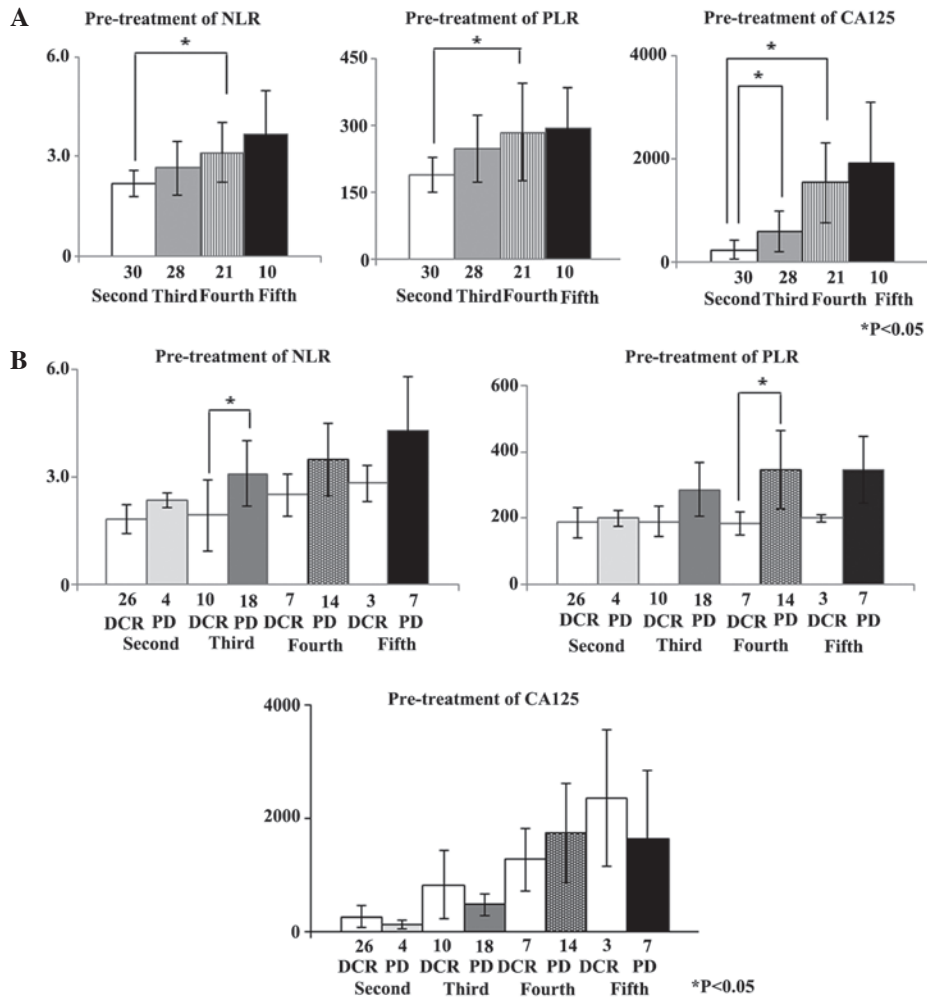 A
Pre-treatment of NLR
*
6.0
3.0
0
30 28 21 10
Second Third Fourth Fifth
Pre-treatment of PLR
*
450
300
150
0
30 28 21 10
Second Third Fourth Fifth
Pre-treatment of CA125
*
*
4000
2000
0
30 28 21 10
Second Third Fourth Fifth
*P<0.05
B
Pre-treatment of NLR
*
6.0
3.0
0
26 4 10 18 7 14 3 7
DCR PD DCR PD DCR PD DCR PD
Second Third Fourth Fifth
Pre-treatment of PLR
*
600
400
200
0
26 4 10 18 7 14 3 7
DCR PD DCR PD DCR PD DCR PD
Second Third Fourth Fifth
Pre-treatment of CA125
4000
2000
0
26 4 10 18 7 14 3 7
DCR PD DCR PD DCR PD DCR PD
Second Third Fourth Fifth
*P<0.05